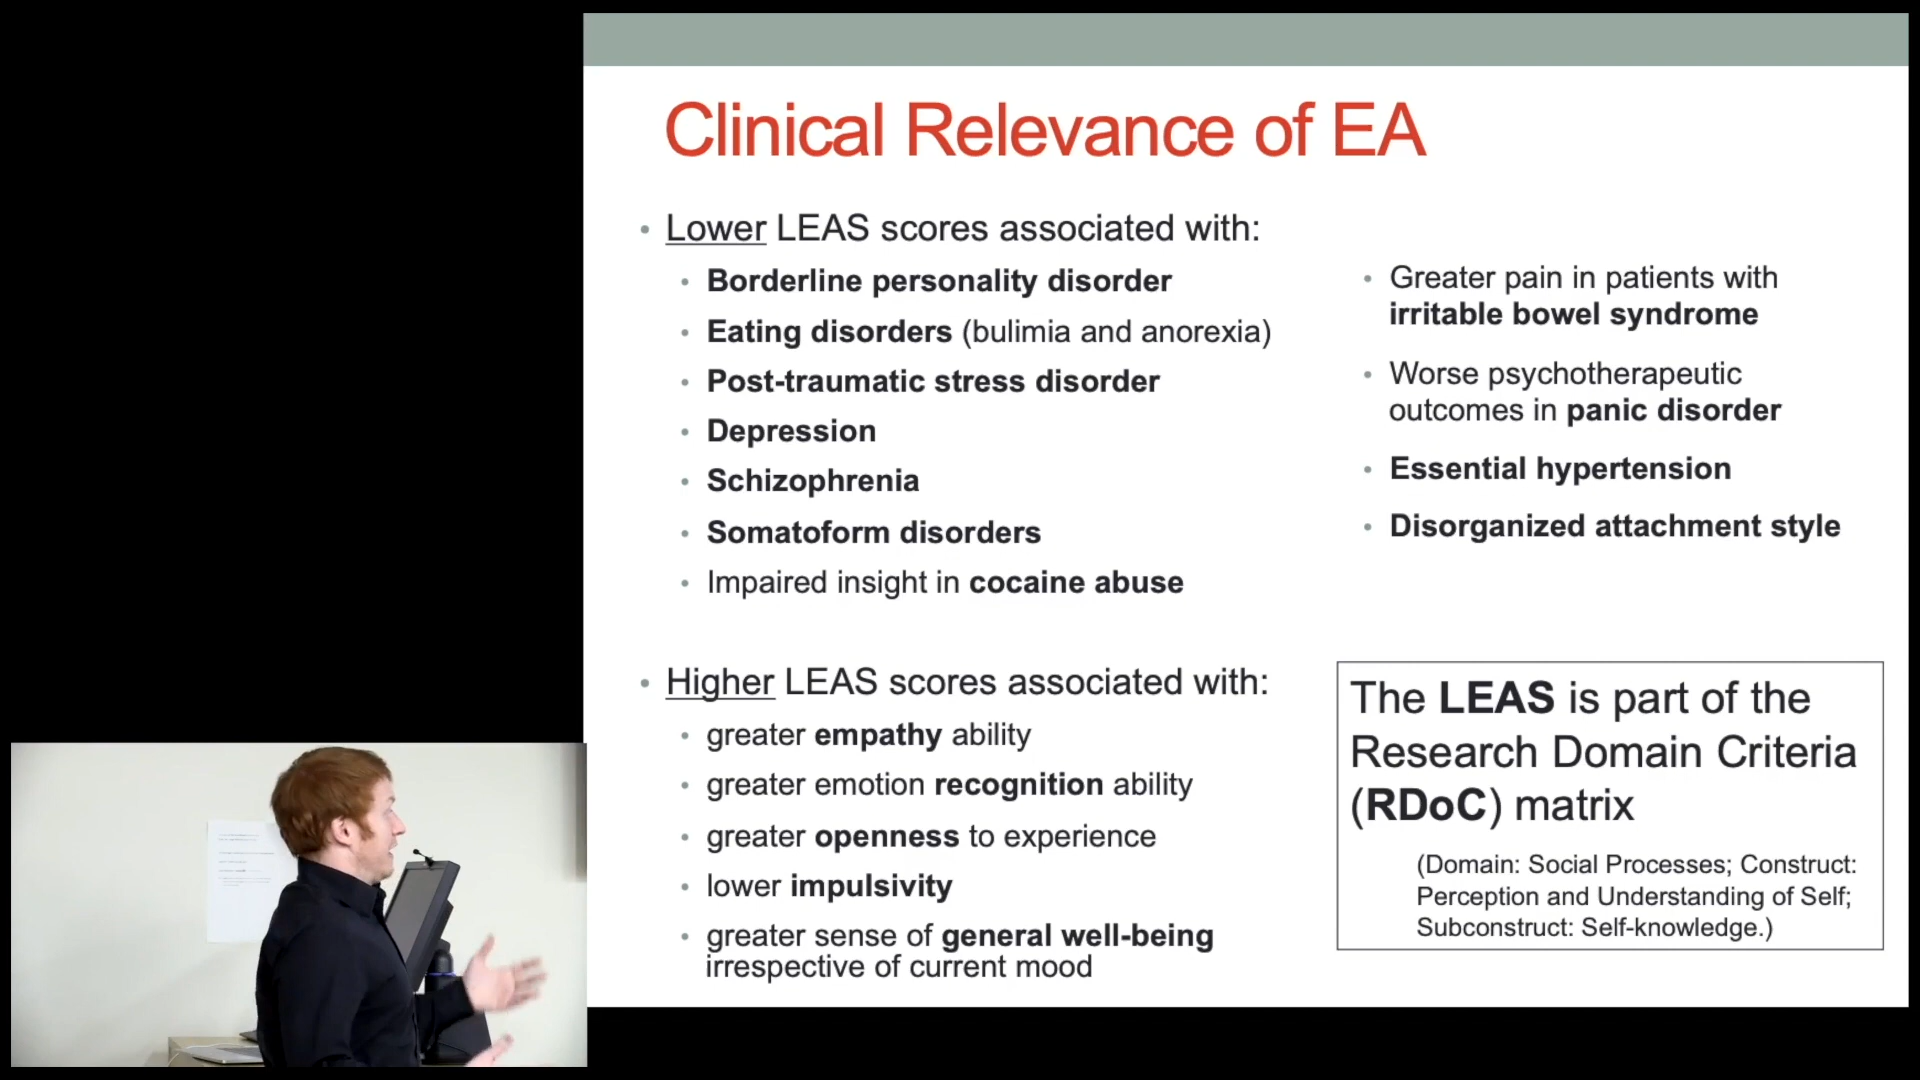 Clinical Relevance of EA
• Lower LEAS scores associated with:
• Borderline personality disorder
• Eating disorders (bulimia and anorexia)
• Post-traumatic stress disorder
• Depression
• Schizophrenia
• Somatoform disorders
• Impaired insight in cocaine abuse
• Greater pain in patients with
irritable bowel syndrome
• Worse psychotherapeutic
outcomes in panic disorder
• Essential hypertension
• Disorganized attachment style
• Higher LEAS scores associated with:
• greater empathy ability
• greater emotion recognition ability
• greater openness to experience
• lower impulsivity
• greater sense of general well-being
irrespective of current mood
The LEAS is part of the
Research Domain Criteria
(RDoC) matrix
(Domain: Social Processes; Construct:
Perception and Understanding of Self;
Subconstruct: Self-knowledge.)